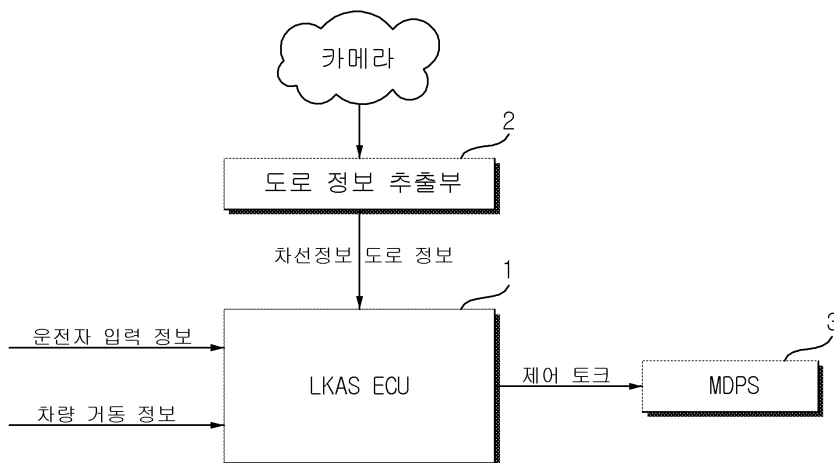 카메라
2
도로 정보 추출부
차선정보 도로 정보
1
운전자 입력 정보
차량 거동 정보
LKAS ECU
제어 토크
3
MDPS